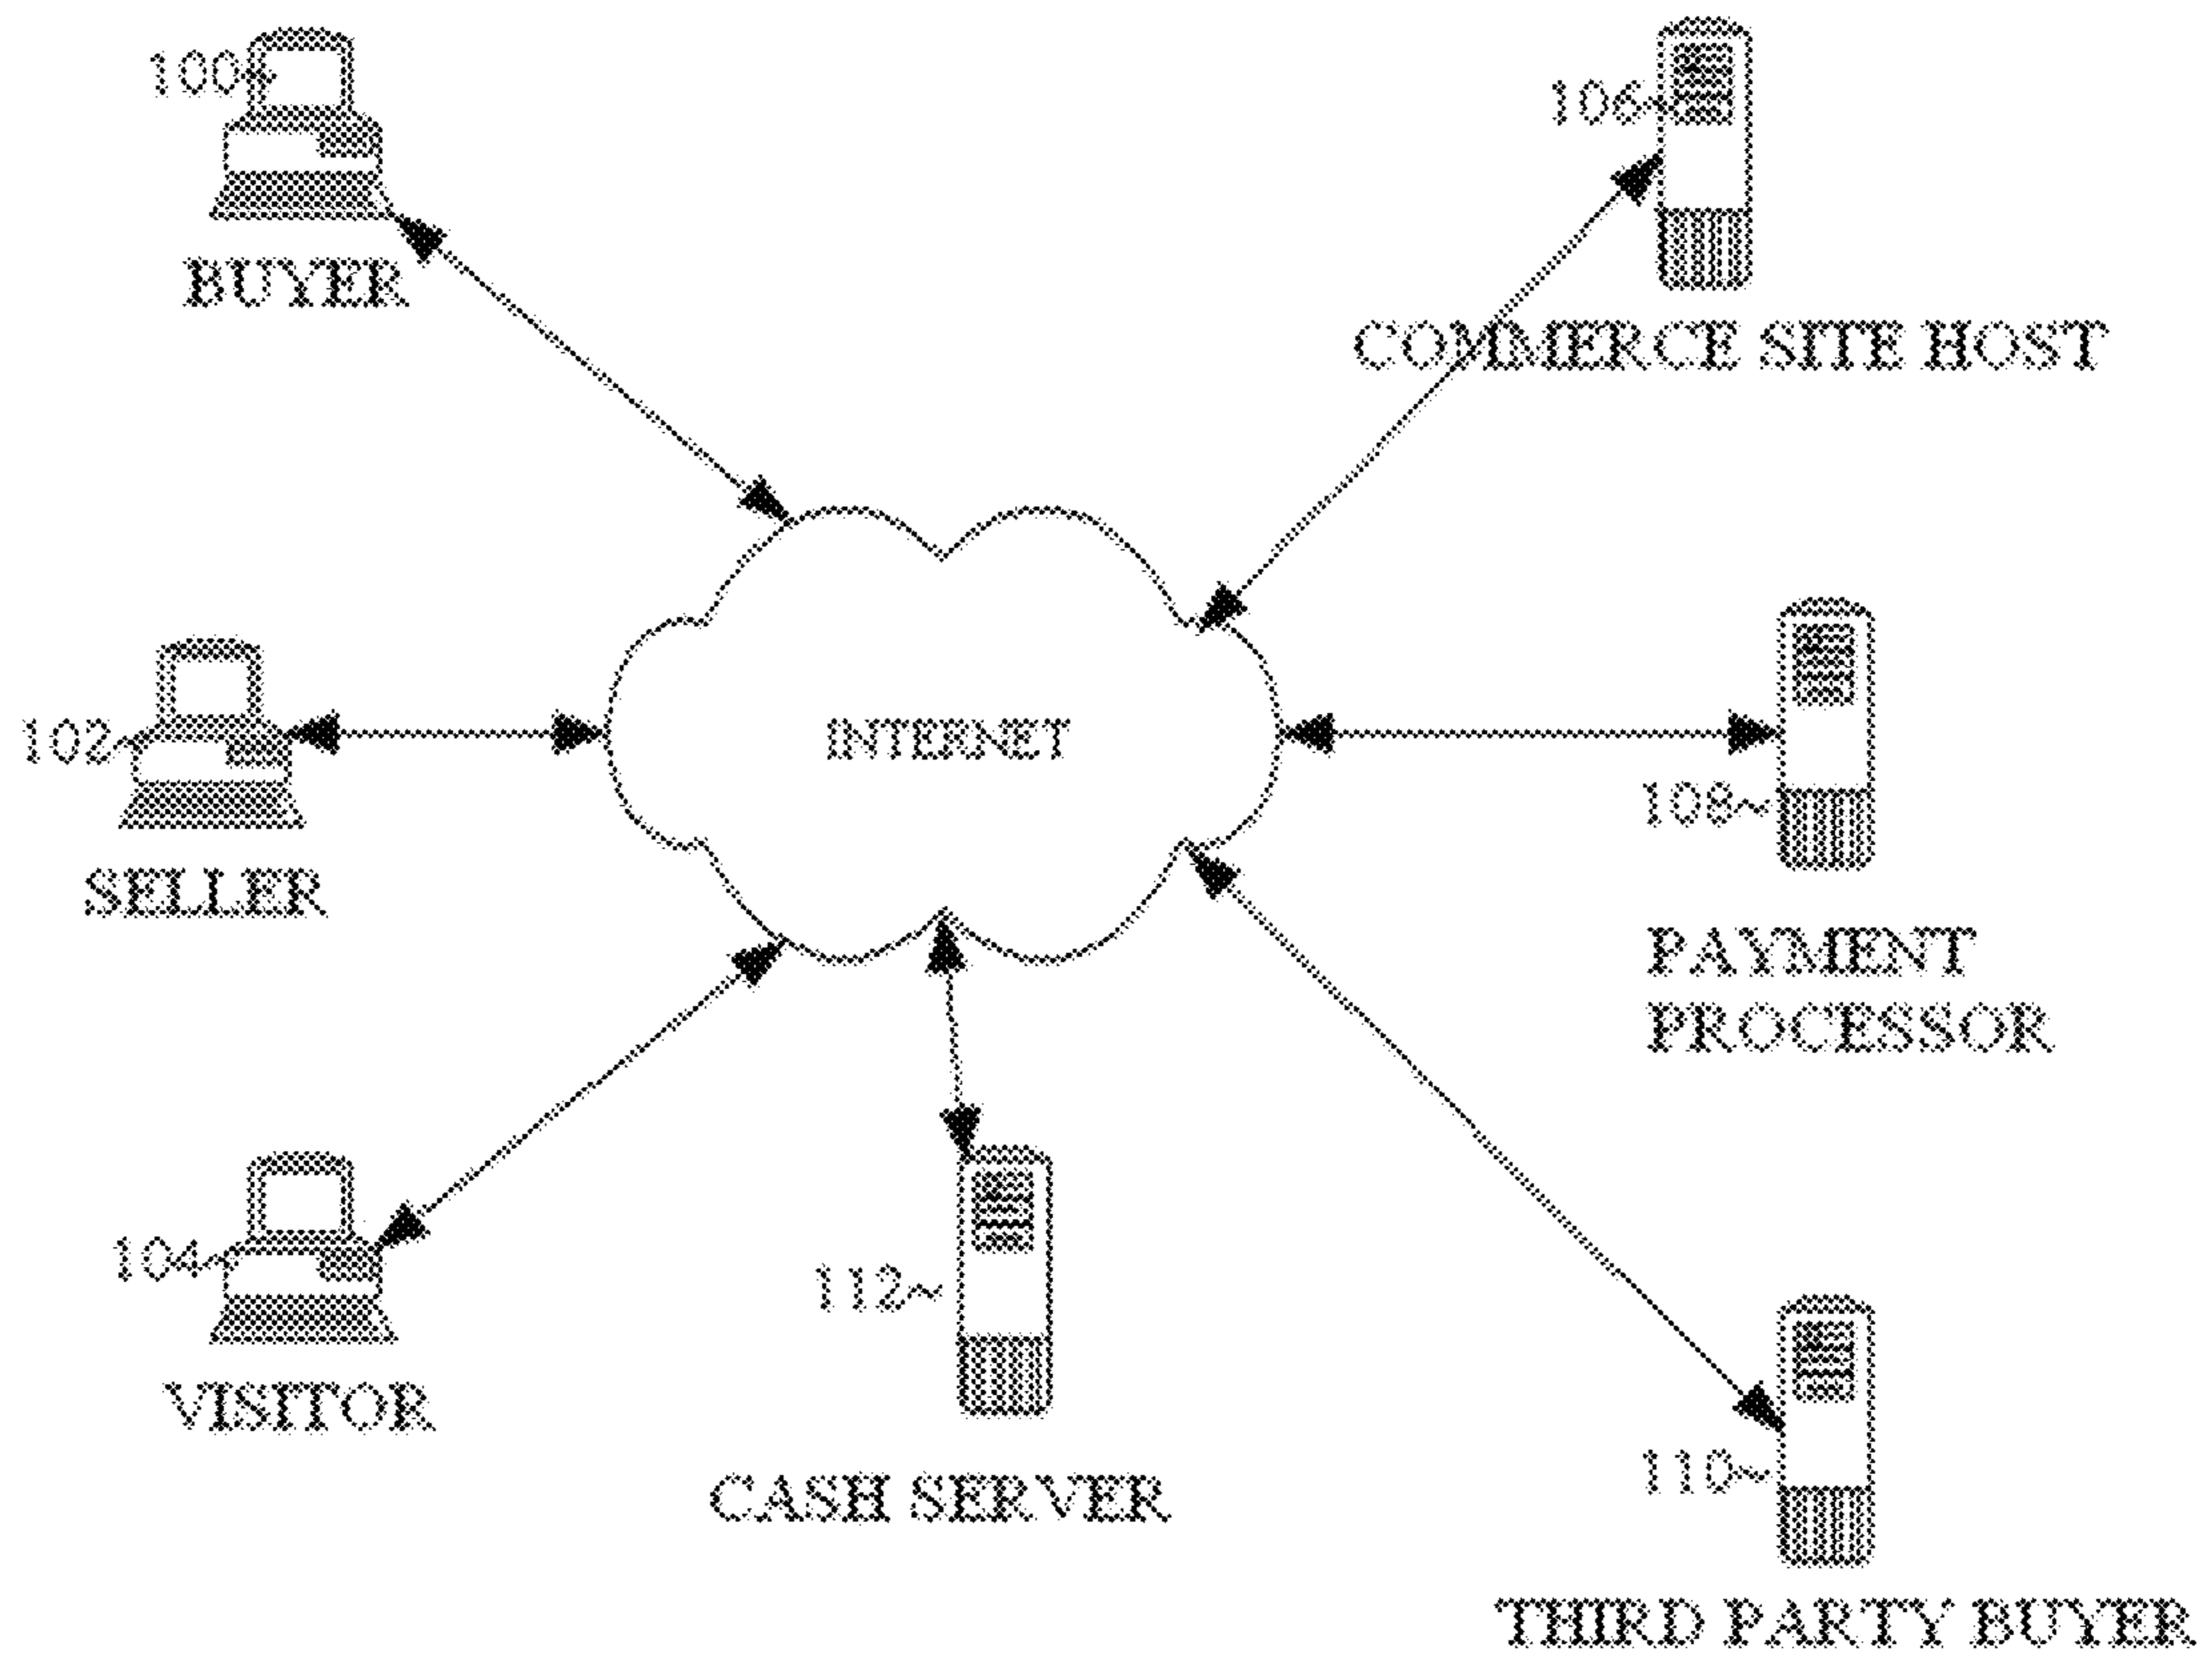 100~
BUYER
106~
COMMERCE SITE HOST
INTERNET
102~
SELLER
108~
PAYMENT
PROCESSOR
104~
VISITOR
112~
CASH SERVER
110~
THIRD PARTY BUYER